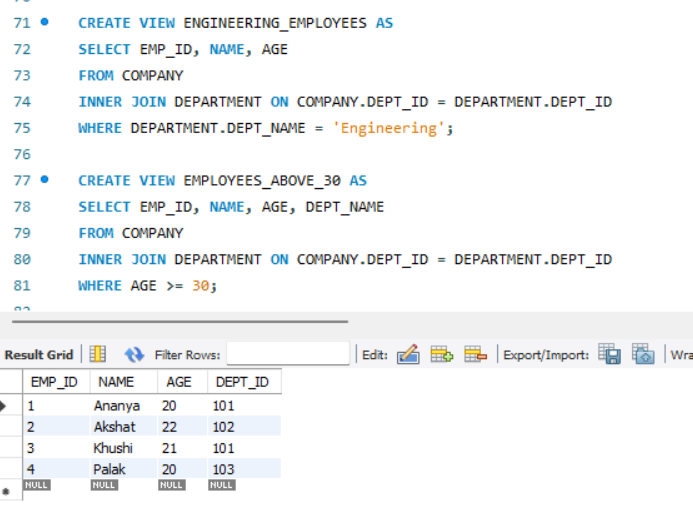 71 CREATE VIEW ENGINEERING_EMPLOYEES AS
72 SELECT EMP_ID, NAME, AGE
73 FROM COMPANY
74 INNER JOIN DEPARTMENT ON COMPANY.DEPT_ID = DEPARTMENT.DEPT_ID
75 WHERE DEPARTMENT.DEPT_NAME = 'Engineering';
76
77 CREATE VIEW EMPLOYEES_ABOVE_30 AS
78 SELECT EMP_ID, NAME, AGE, DEPT_NAME
79 FROM COMPANY
80 INNER JOIN DEPARTMENT ON COMPANY.DEPT_ID = DEPARTMENT.DEPT_ID
81 WHERE AGE >= 30;
Result Grid Filter Rows: Edit: Export/Import: Wra
EMP_ID NAME AGE DEPT_ID
1 Ananya 20 101
2 Akshat 22 102
3 Khushi 21 101
4 Palak 20 103
NULL NULL NULL NULL